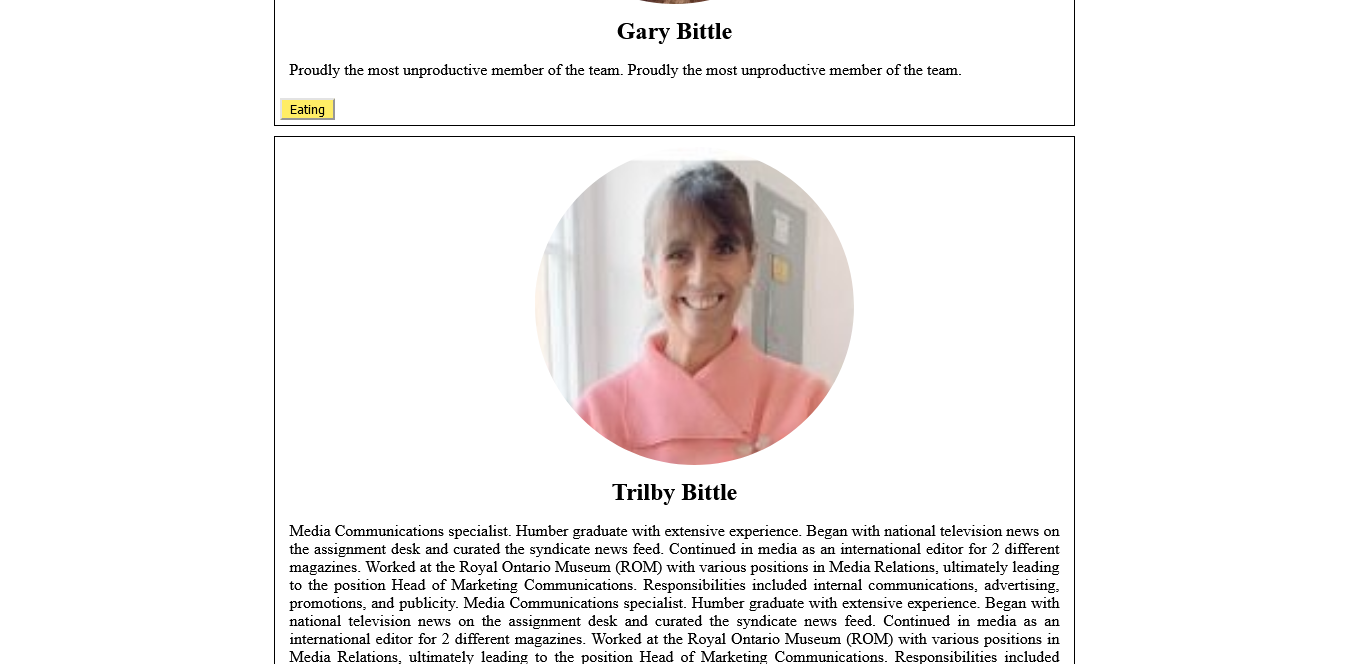 Gary Bittle
Proudly the most unproductive member of the team. Proudly the most unproductive member of the team.
Eating
Trilby Bittle
Media Communications specialist. Humber graduate with extensive experience. Began with national television news on
the assignment desk and curated the syndicate news feed. Continued in media as an international editor for 2 different
magazines. Worked at the Royal Ontario Museum (ROM) with various positions in Media Relations, ultimately leading
to the position Head of Marketing Communications. Responsibilities included internal communications, advertising,
promotions, and publicity. Media Communications specialist. Humber graduate with extensive experience. Began with
national television news on the assignment desk and curated the syndicate news feed. Continued in media as an
international editor for 2 different magazines. Worked at the Royal Ontario Museum (ROM) with various positions in
Media Relations, ultimately leading to the position Head of Marketing Communications. Responsibilities included